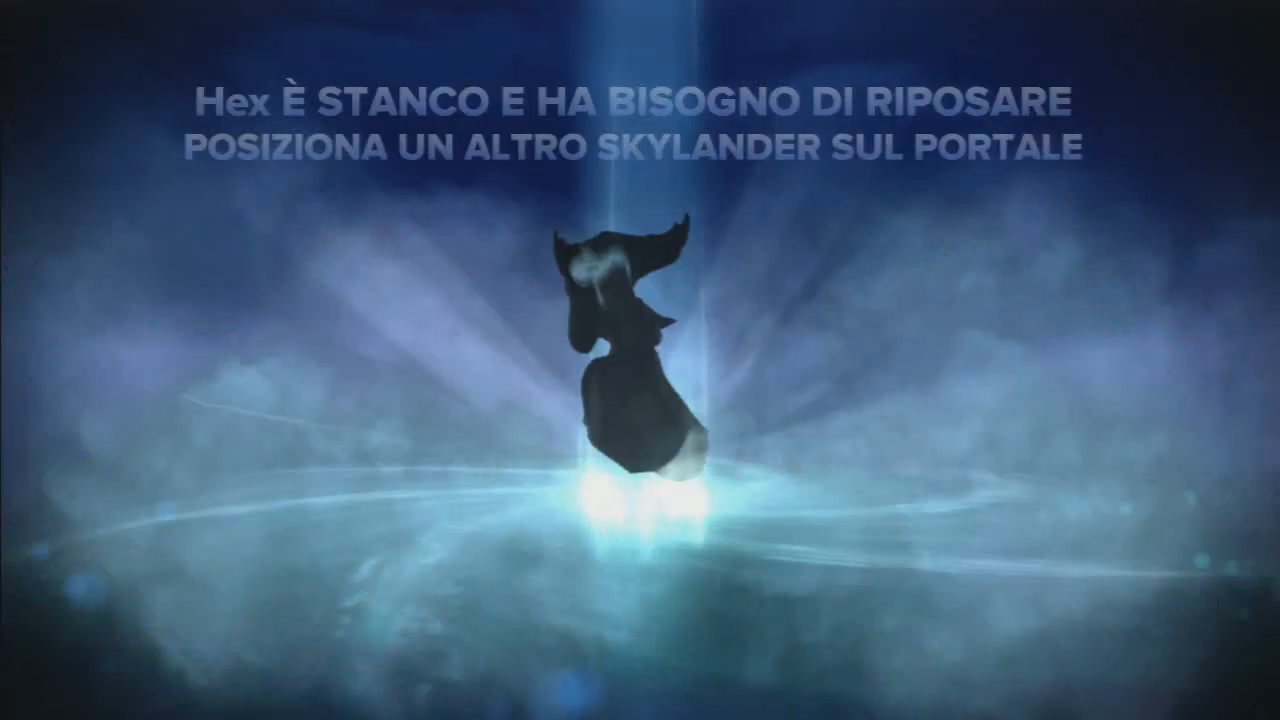 Hex È STANCO E HA BISOGNO DI RIPOSARE
POSIZIONA UN ALTRO SKYLANDER SUL PORTALE